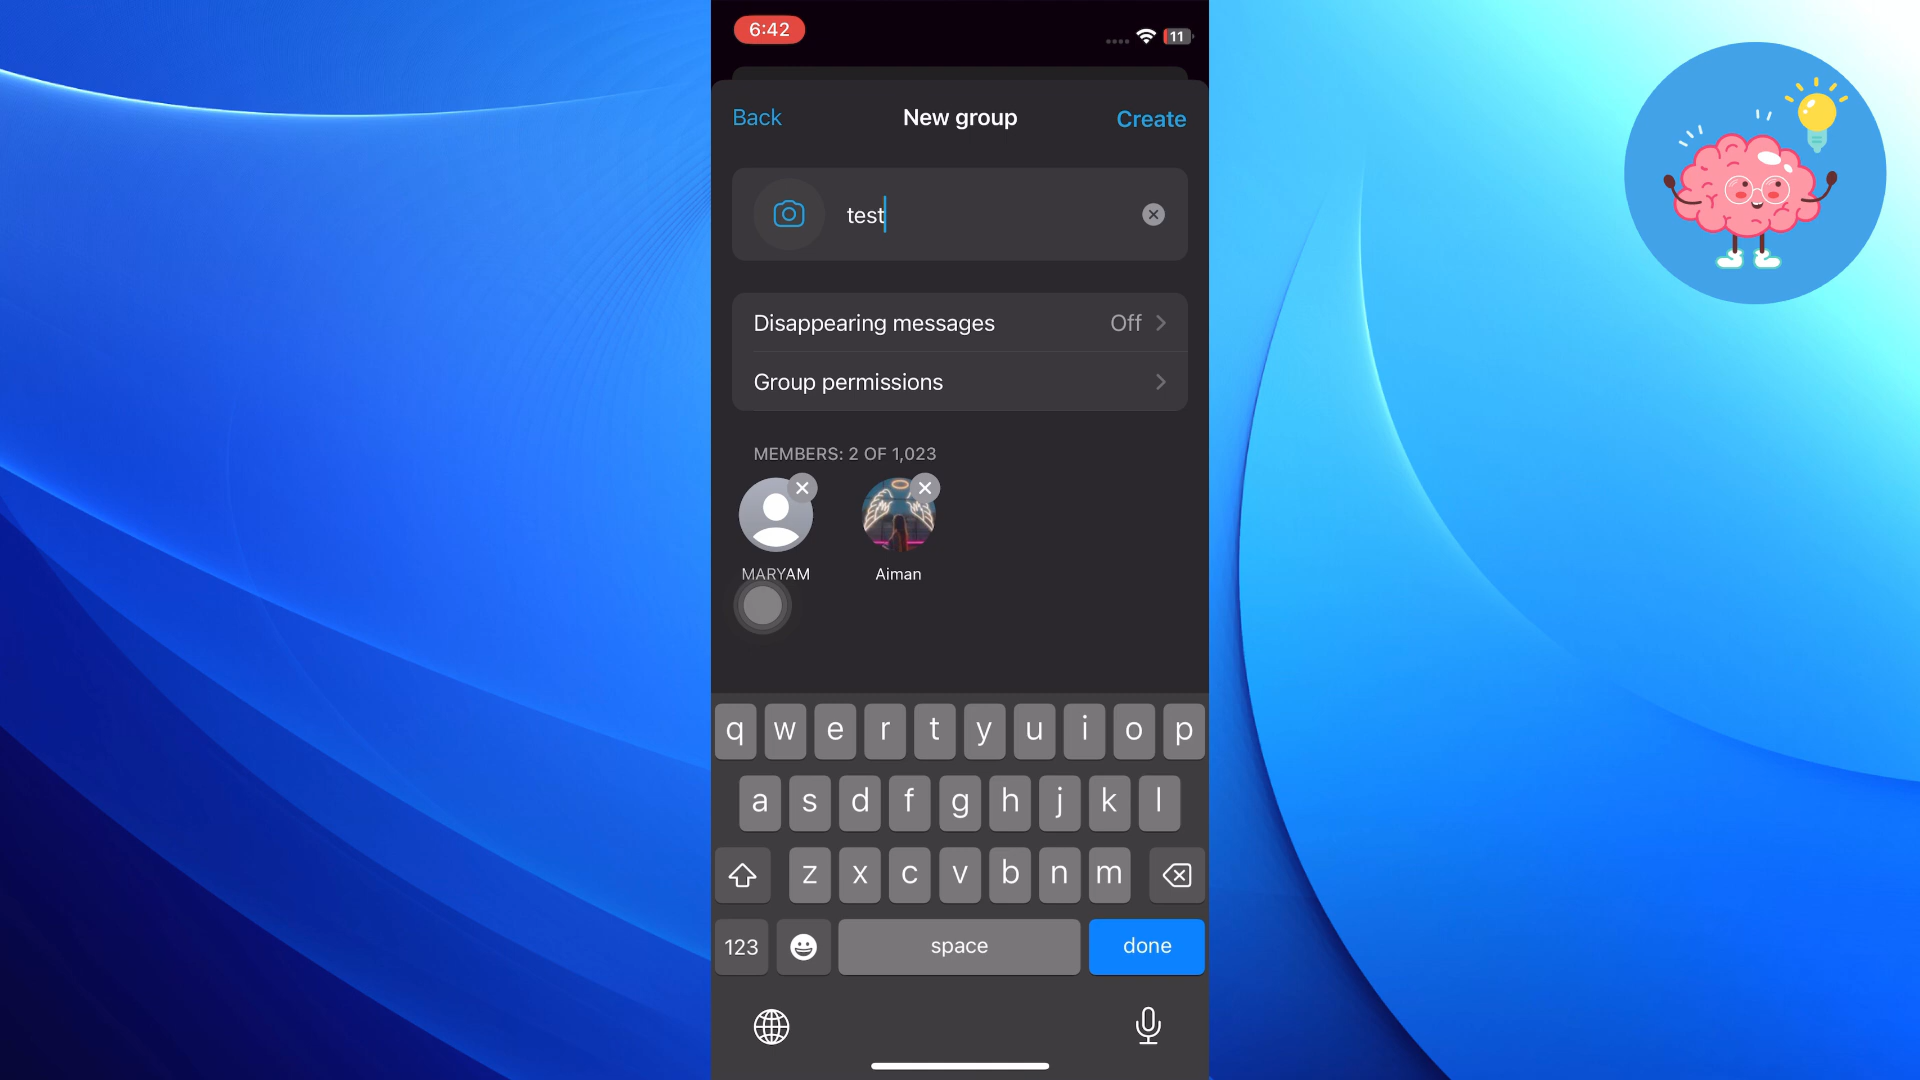 6:42
11
Back
New group
Create
test
Disappearing messages
Off
Group permissions
MEMBERS: 2 OF 1,023
MARYAM
Aiman
q w e r t y u i o p
a s d f g h j k l
z x c v b n m
123
space
done